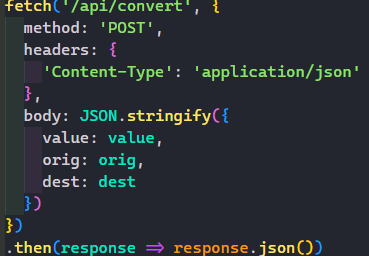 fetch('/api/convert', {
  method: 'POST',
  headers: {
    'Content-Type': 'application/json'
  },
  body: JSON.stringify({
    value: value,
    orig: orig,
    dest: dest
  })
})
.then(response => response.json())